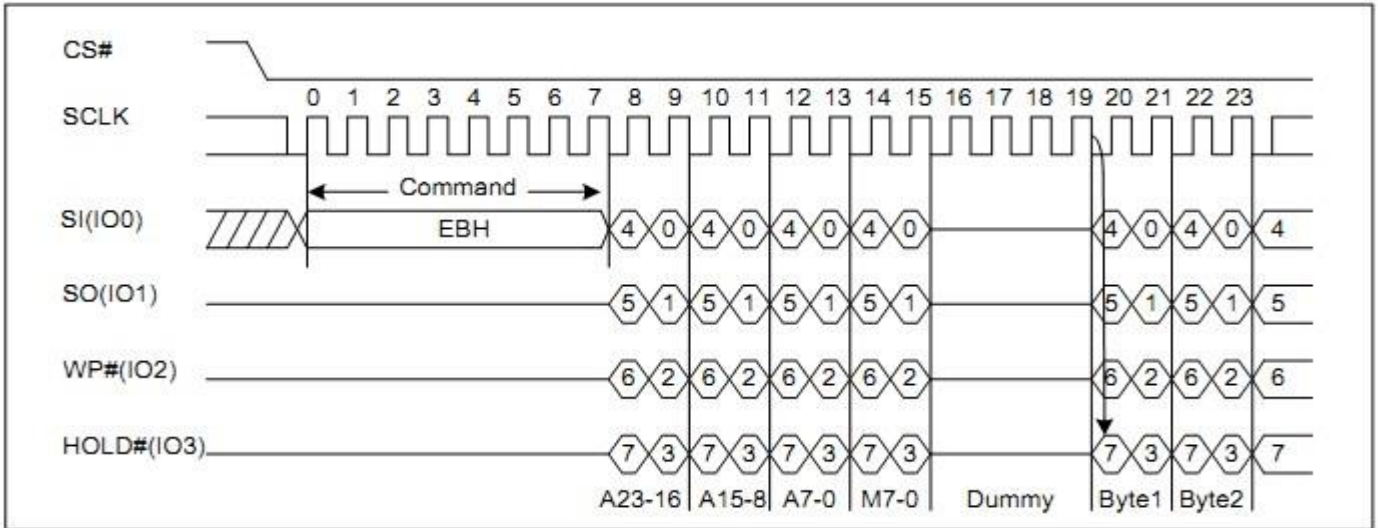 CS#
0 1 2 3 4 5 6 7 8 9 10 11 12 13 14 15 16 17 18 19 20 21 22 23
SCLK
Command
SI(IO0) EBH 4 0 4 0 4 0 4 0 4 0 4 0 4
SO(IO1) 5 1 5 1 5 1 5 1 5 1 5 1 5
WP#(IO2) 6 2 6 2 6 2 6 2 6 2 6 2 6
HOLD#(IO3) 7 3 7 3 7 3 7 3 7 3 7 3 7
A23-16 A15-8 A7-0 M7-0 Dummy Byte1 Byte2